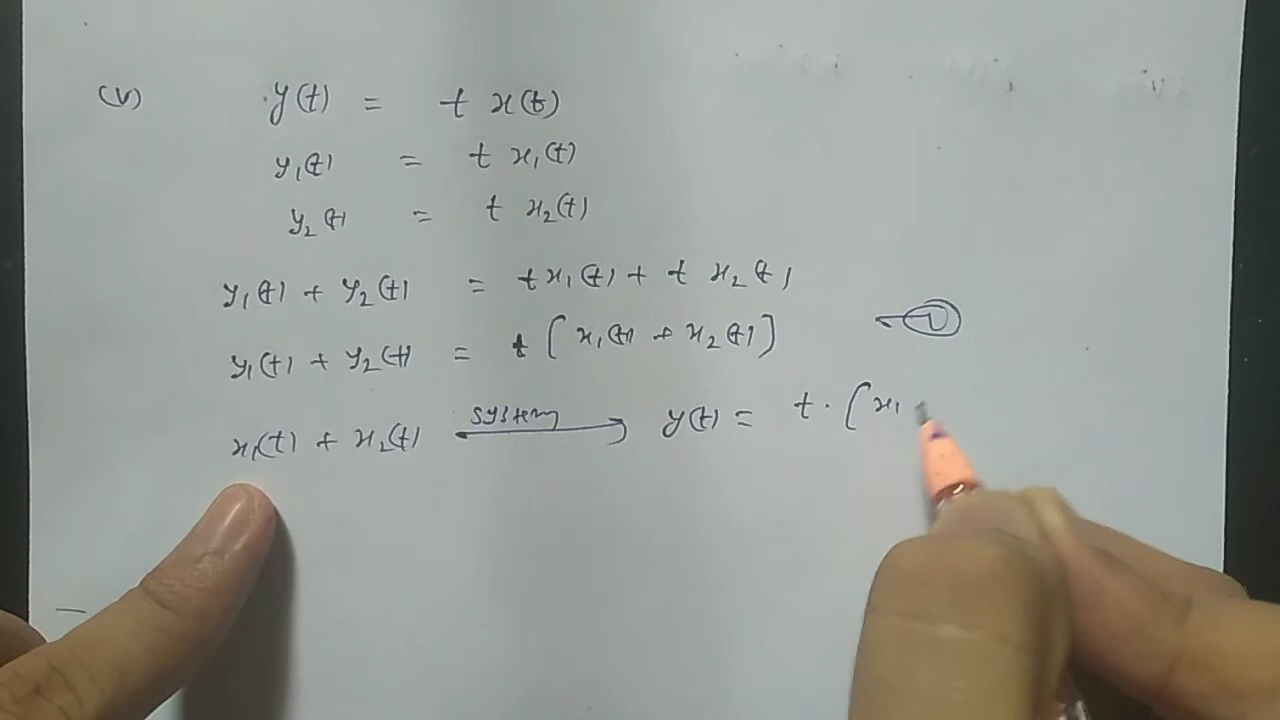 (V) y(t) = t x(t)
y₁(t) = t x₁(t)
y₂(t) = t x₂(t)
y₁(t) + y₂(t) = t x₁(t) + t x₂(t)
y₁(t) + y₂(t) = t [x₁(t) + x₂(t)] ← ①
x₁(t) + x₂(t) system → y(t) = t · [x₁